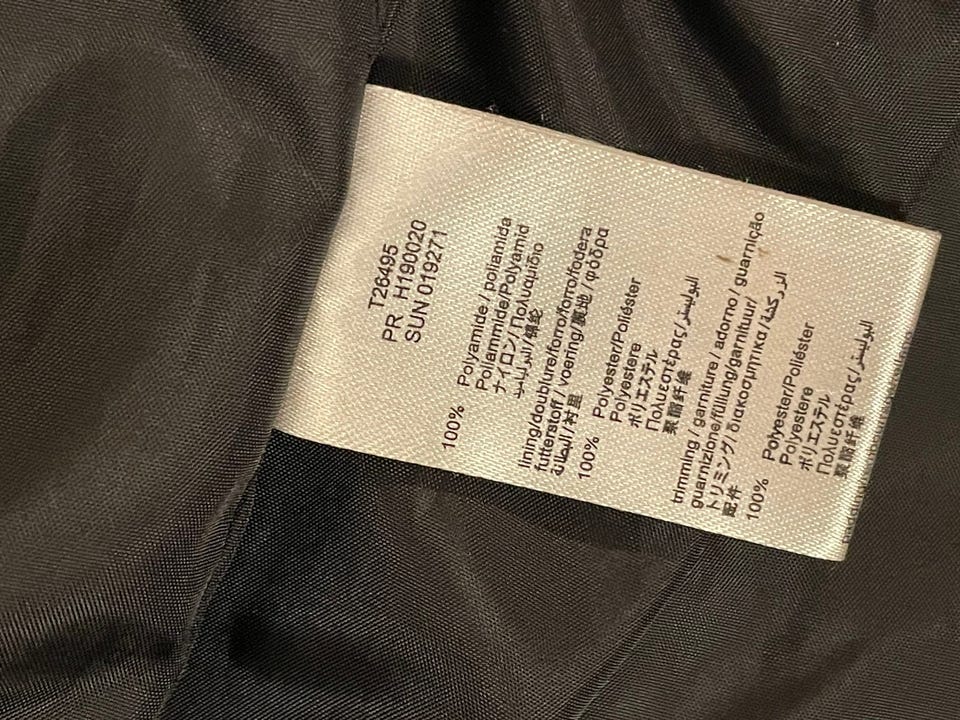 T26495
PR H190020
SUN 019271
100% Polyamide / poliamida
Poliammide/Polyamid
ナイロン/Πολυαμίδιο
البوليامید/锦纶
lining/doublure/forro/forro/fodera
futterstoff/ voering/裏地/φόδρα
البطانة/衬里
100% Polyester/Poliéster
Polyestere
ポリエステル
Πολυεστέρας/البوليستر
聚酯纤维
trimming / garniture / adorno / guarnição
guarnizione/füllung/garnituur/
トリミング/ διακοσμητικα /الزركشة
配件
100% Polyester/Poliéster
Polyestere
ポリエステル
Πολυεστέρας/البوليستر
聚酯纤维